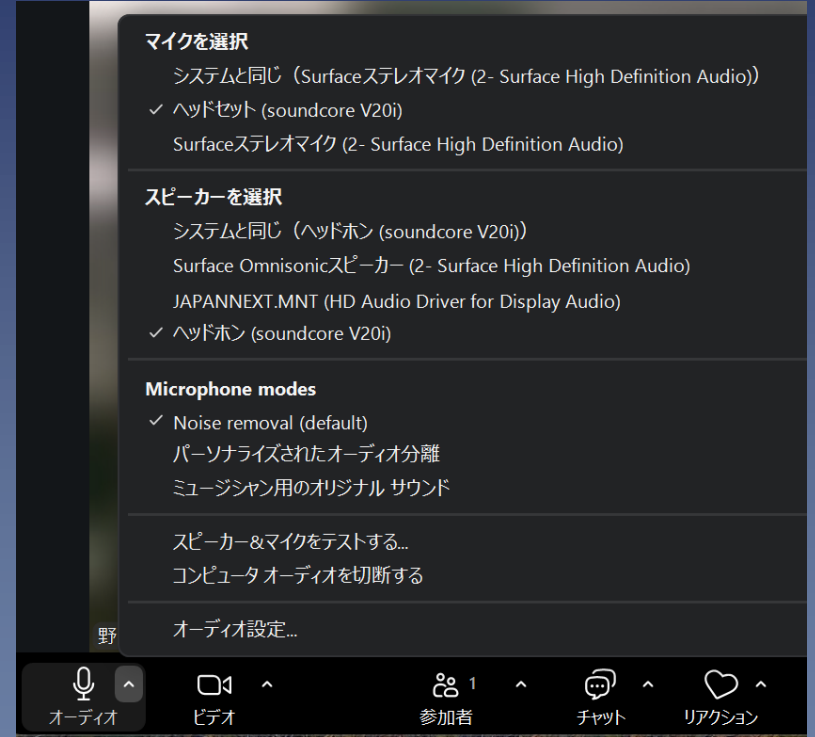 マイクを選択
システムと同じ（Surfaceステレオマイク (2- Surface High Definition Audio)）
ヘッドセット (soundcore V20i)
Surfaceステレオマイク (2- Surface High Definition Audio)
スピーカーを選択
システムと同じ（ヘッドホン (soundcore V20i)）
Surface Omnisonicスピーカー (2- Surface High Definition Audio)
JAPANNEXT.MNT (HD Audio Driver for Display Audio)
ヘッドホン (soundcore V20i)
Microphone modes
Noise removal (default)
パーソナライズされたオーディオ分離
ミュージシャン用のオリジナル サウンド
スピーカー&マイクをテストする...
コンピュータ オーディオを切断する
オーディオ設定...
野
オーディオ
ビデオ
参加者 1
チャット
リアクション